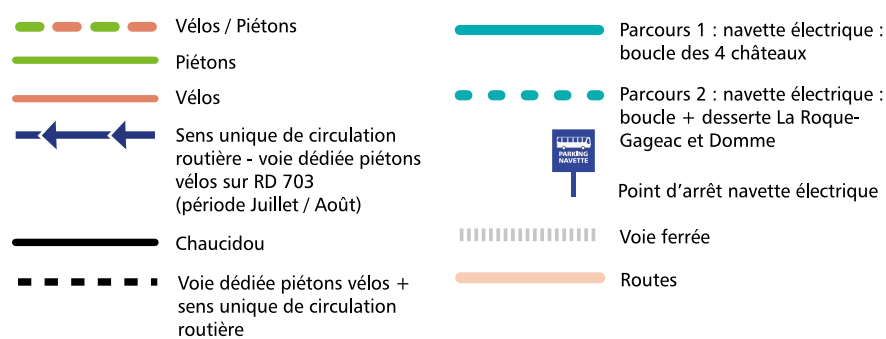 Vélos / Piétons
Piétons
Vélos
Sens unique de circulation
routière - voie dédiée piétons
vélos sur RD 703
(période Juillet / Août)
Chaucidou
Voie dédiée piétons vélos +
sens unique de circulation
routière
Parcours 1 : navette électrique :
boucle des 4 châteaux
Parcours 2 : navette électrique :
boucle + desserte La Roque-
Gageac et Domme
PARKING
NAVETTE
Point d'arrêt navette électrique
Voie ferrée
Routes